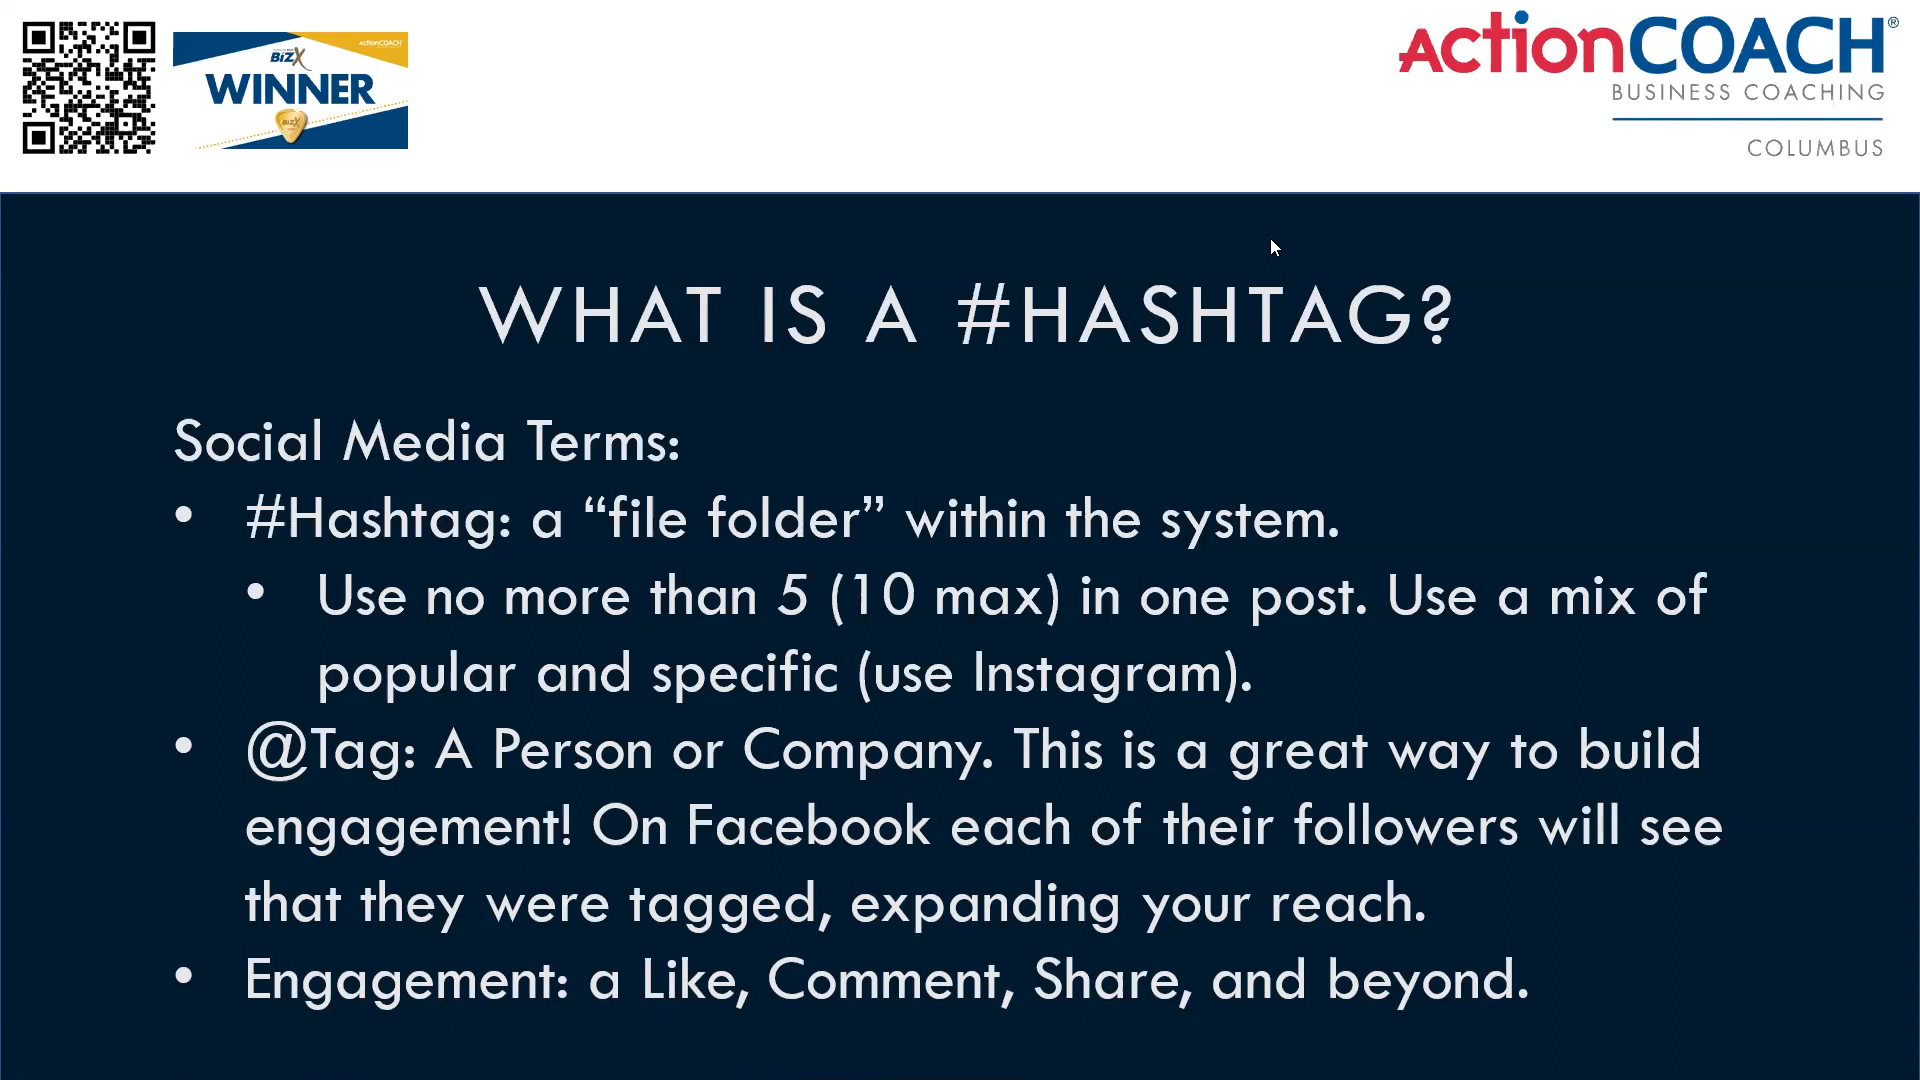 actionCOACH
BizX
WINNER
BizX
ActionCOACH®
BUSINESS COACHING
COLUMBUS
WHAT IS A #HASHTAG?
Social Media Terms:
• #Hashtag: a “file folder” within the system.
• Use no more than 5 (10 max) in one post. Use a mix of
popular and specific (use Instagram).
• @Tag: A Person or Company. This is a great way to build
engagement! On Facebook each of their followers will see
that they were tagged, expanding your reach.
• Engagement: a Like, Comment, Share, and beyond.